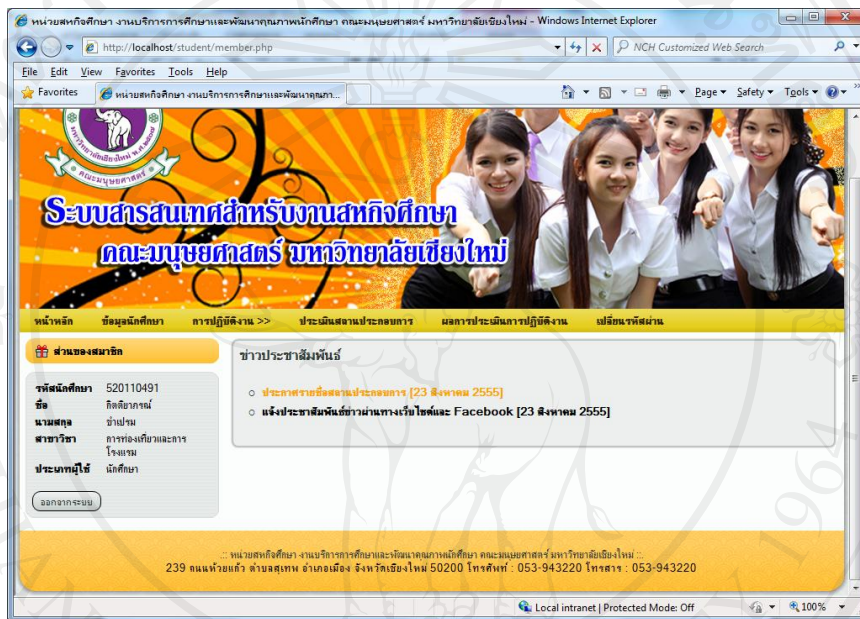 หน่วยสหกิจศึกษา งานบริการการศึกษาและพัฒนาคุณภาพนักศึกษา คณะมนุษยศาสตร์ มหาวิทยาลัยเชียงใหม่ - Windows Internet Explorer
http://localhost/student/member.php
NCH Customized Web Search
File Edit View Favorites Tools Help
Favorites
หน่วยสหกิจศึกษา งานบริการการศึกษาและพัฒนาคุณภา...
Page Safety Tools
คณะมนุษยศาสตร์
ระบบสารสนเทศสำหรับงานสหกิจศึกษา
คณะมนุษยศาสตร์ มหาวิทยาลัยเชียงใหม่
หน้าหลัก ข้อมูลนักศึกษา การปฏิบัติงาน >> ประเมินสถานประกอบการ ผลการประเมินการปฏิบัติงาน เปลี่ยนรหัสผ่าน
ส่วนของสมาชิก
รหัสนักศึกษา 520110491
ชื่อ กิตติยาภรณ์
นามสกุล
สาขาวิชา การท่องเที่ยวและการ
โรงแรม
ประเภทผู้ใช้ นักศึกษา
ออกจากระบบ
ข่าวประชาสัมพันธ์
ประกาศรายชื่อสถานประกอบการ [23 สิงหาคม 2555]
แจ้งประชาสัมพันธ์ข่าวผ่านทางเว็บไซต์และ Facebook [23 สิงหาคม 2555]
.:: หน่วยสหกิจศึกษา งานบริการการศึกษาและพัฒนาคุณภาพนักศึกษา คณะมนุษยศาสตร์ มหาวิทยาลัยเชียงใหม่ ::.
239 ถนนห้วยแก้ว ตำบลสุเทพ อำเภอเมือง จังหวัดเชียงใหม่ 50200 โทรศัพท์ : 053-943220 โทรสาร : 053-943220
Local intranet | Protected Mode: Off
100%
1964